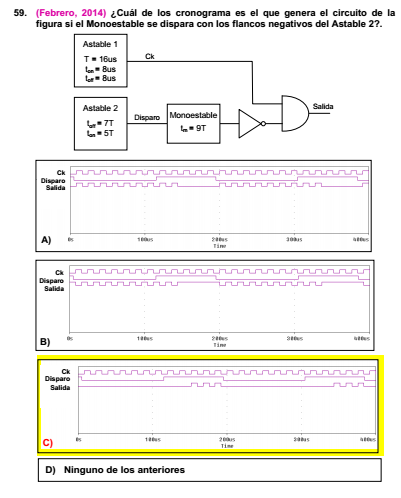 59. (Febrero, 2014) ¿Cuál de los cronograma es el que genera el circuito de la
figura si el Monoestable se dispara con los flancos negativos del Astable 2?.
Astable 1
T = 16us
ton = 8us
toff = 8us
Ck
Astable 2
toff = 7T
ton = 5T
Disparo
Monoestable
tm = 9T
Salida
Ck
Disparo
Salida
A)
0s 100us 200us 300us 400us
Time
Ck
Disparo
Salida
B)
0s 100us 200us 300us 400us
Time
Ck
Disparo
Salida
C)
0s 100us 200us 300us 400us
Time
D) Ninguno de los anteriores